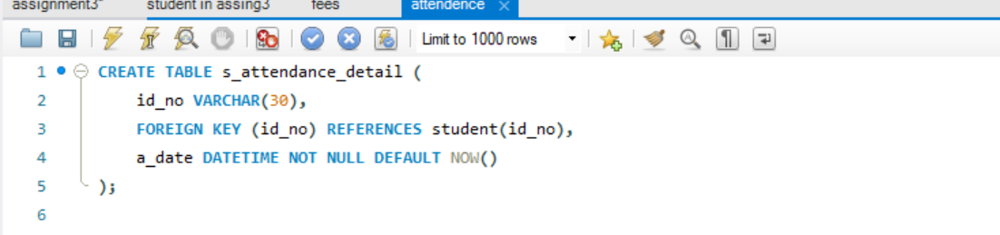 assignment3* student in assing3 fees attendence
Limit to 1000 rows
1 CREATE TABLE s_attendance_detail (
2 id_no VARCHAR(30),
3 FOREIGN KEY (id_no) REFERENCES student(id_no),
4 a_date DATETIME NOT NULL DEFAULT NOW()
5 );
6